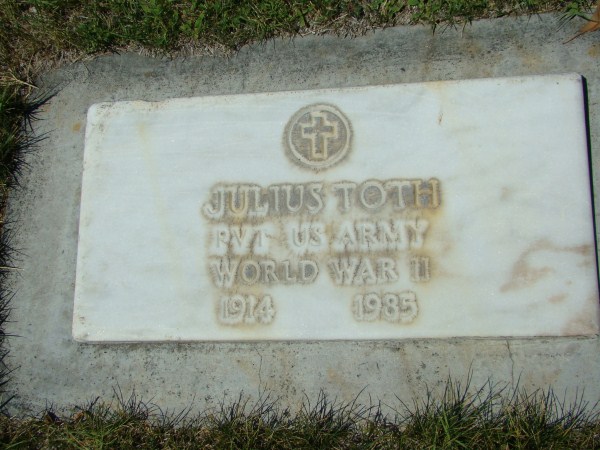 JULIUS TOTH
PVT US ARMY
WORLD WAR II
1914 1985